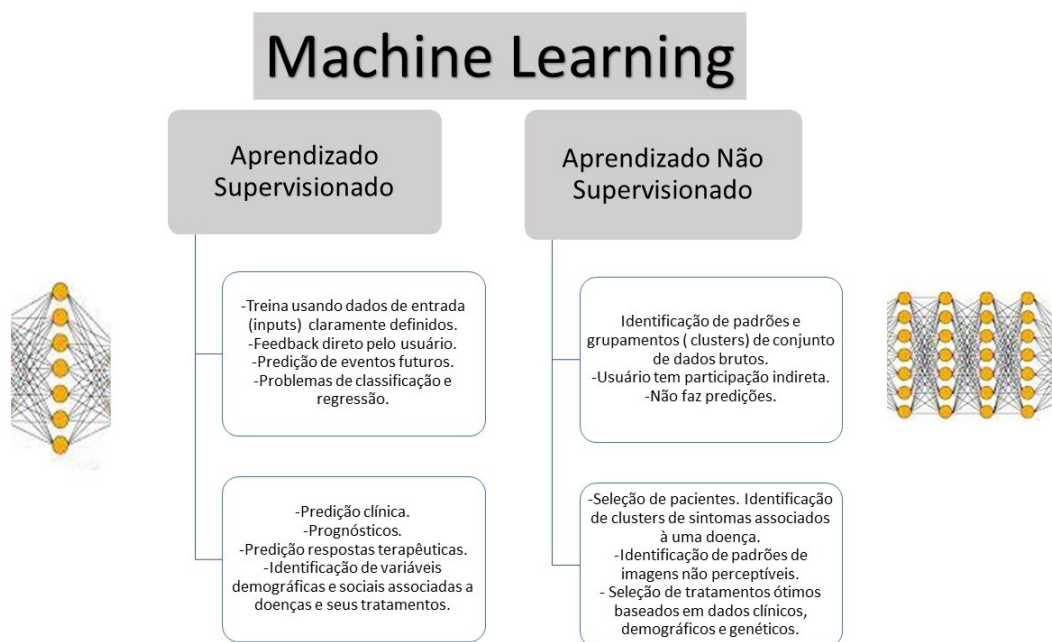 Machine Learning
Aprendizado
Supervisionado
-Treina usando dados de entrada
(inputs) claramente definidos.
-Feedback direto pelo usuário.
-Predição de eventos futuros.
-Problemas de classificação e
regressão.
-Predição clínica.
-Prognósticos.
-Predição respostas terapêuticas.
-Identificação de variáveis
demográficas e sociais associadas a
doenças e seus tratamentos.
Aprendizado Não
Supervisionado
Identificação de padrões e
grupamentos ( clusters) de conjunto
de dados brutos.
-Usuário tem participação indireta.
-Não faz predições.
-Seleção de pacientes. Identificação
de clusters de sintomas associados
à uma doença.
-Identificação de padrões de
imagens não perceptíveis.
- Seleção de tratamentos ótimos
baseados em dados clínicos,
demográficos e genéticos.